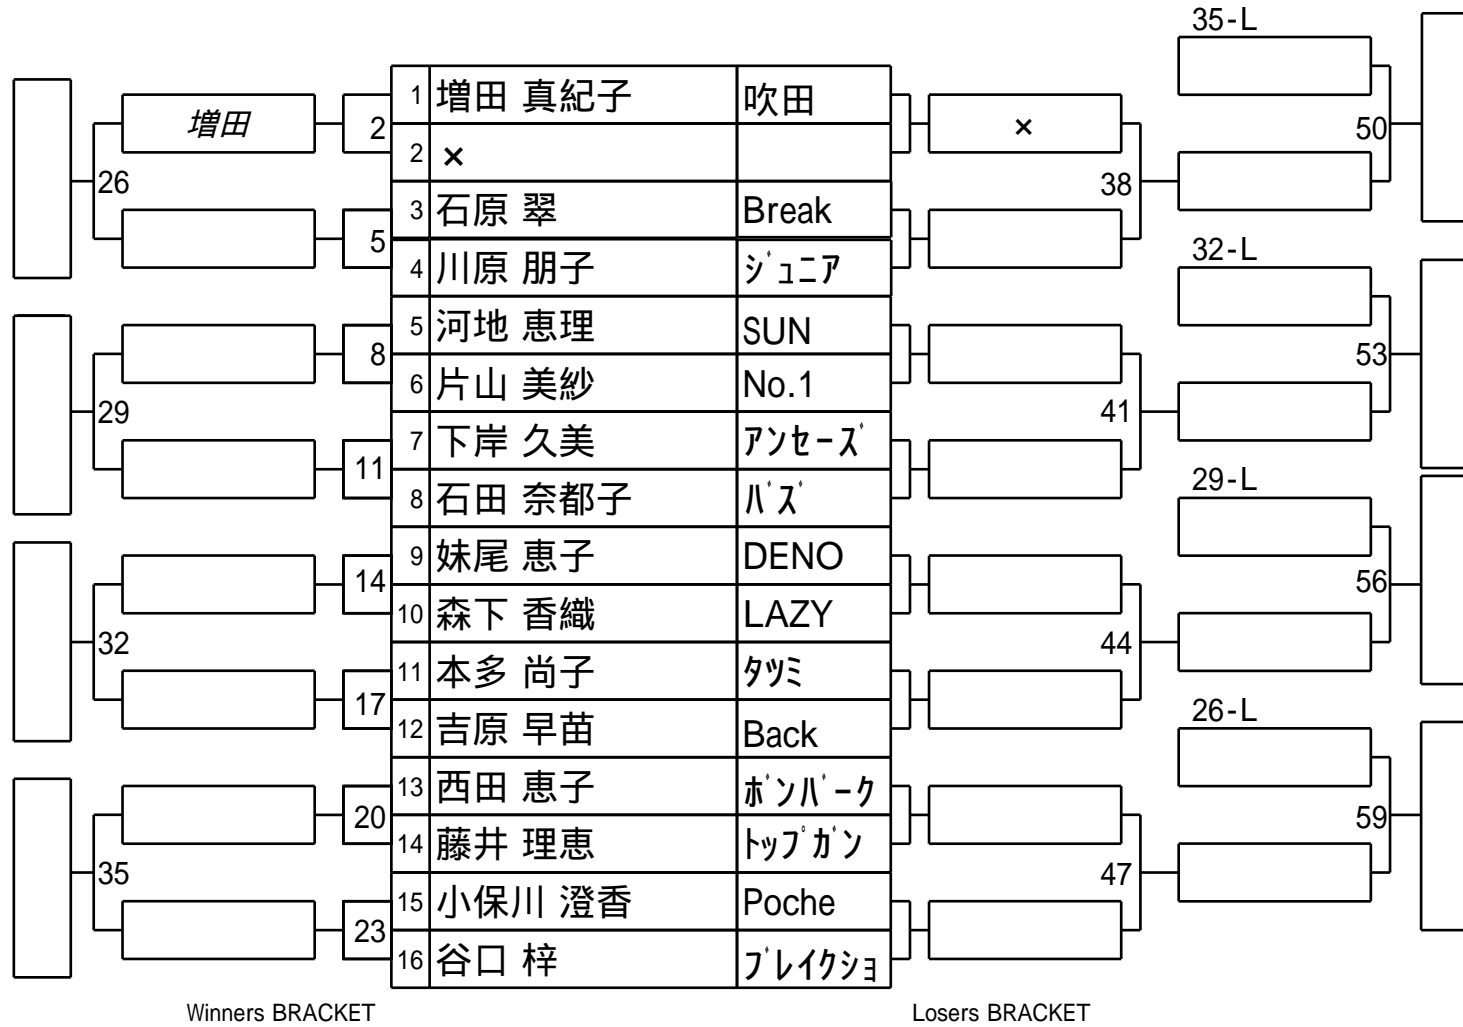 35-L
1 増田 真紀子 吹田
増田 2 × 50
2 ×
26 38
3 石原 翠 Break
5 32-L
4 川原 朋子 ｼﾞｭﾆｱ
5 河地 恵理 SUN
8 53
6 片山 美紗 No.1
29 41
7 下岸 久美 ｱﾝｾｰｽﾞ
11 29-L
8 石田 奈都子 ﾊﾞｽﾞ
9 妹尾 恵子 DENO
14 56
10 森下 香織 LAZY
32 44
11 本多 尚子 ﾀﾂﾐ
17 26-L
12 吉原 早苗 Back
13 西田 恵子 ﾎﾞﾝﾊﾞｰｸ
20 59
14 藤井 理恵 ﾄｯﾌﾟｶﾞﾝ
35 47
15 小保川 澄香 Poche
23
16 谷口 梓 ﾌﾞﾚｲｸｼｮ
Winners BRACKET Losers BRACKET